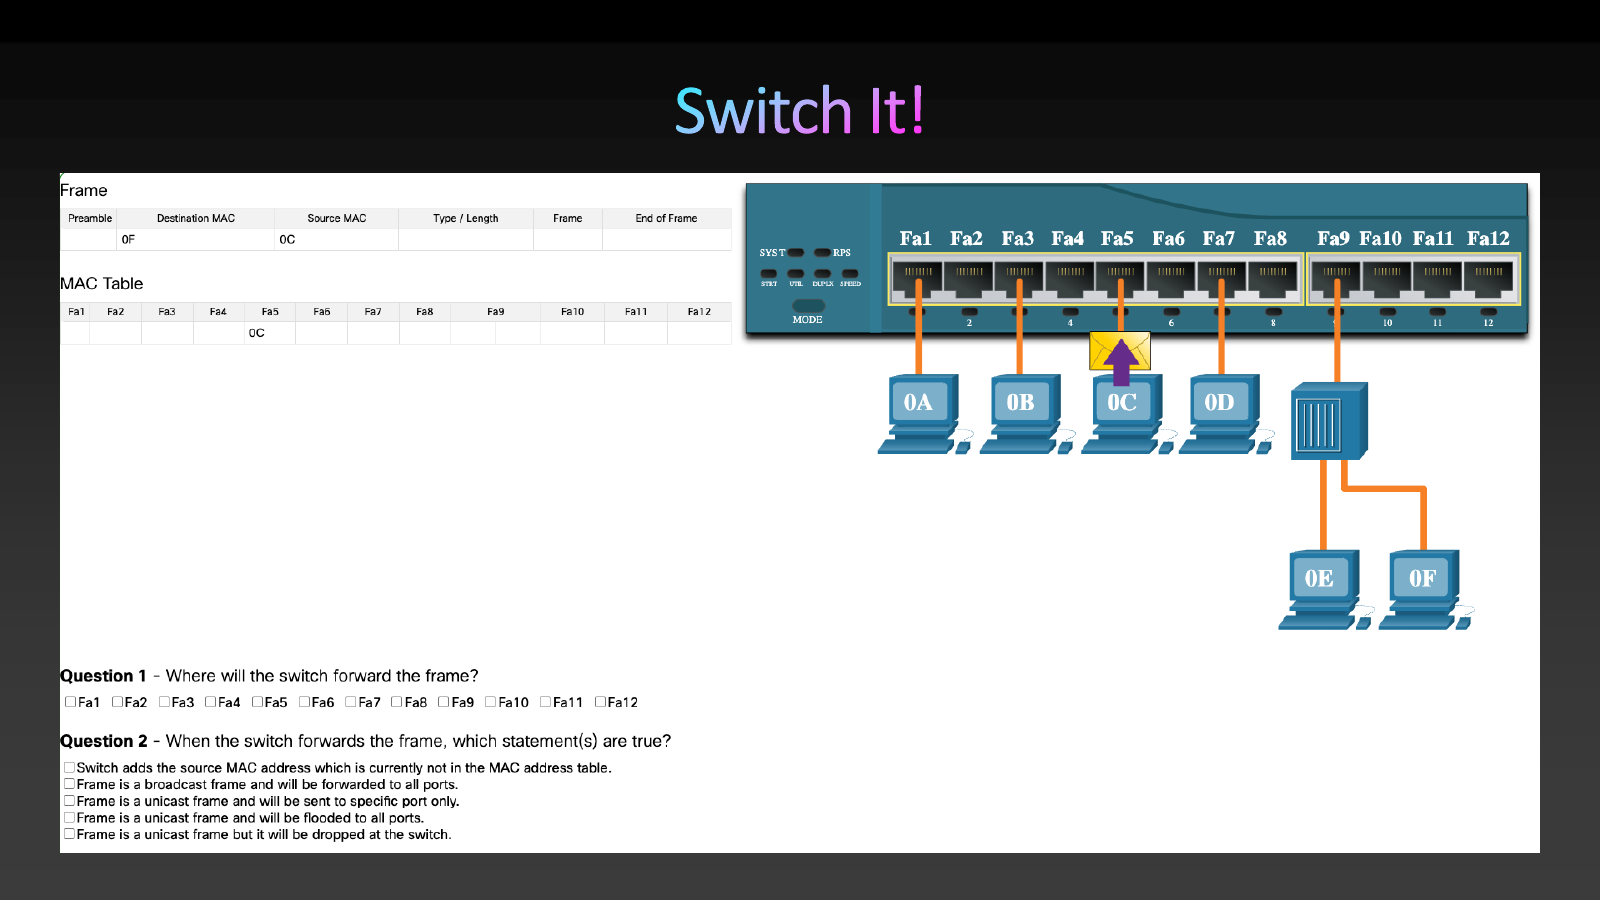 Switch It!
Frame
Preamble Destination MAC Source MAC Type / Length Frame End of Frame
0F 0C
MAC Table
Fa1 Fa2 Fa3 Fa4 Fa5 Fa6 Fa7 Fa8 Fa9 Fa10 Fa11 Fa12
0C
Fa1 Fa2 Fa3 Fa4 Fa5 Fa6 Fa7 Fa8 Fa9 Fa10 Fa11 Fa12
SYST RPS
STRT UTIL DUPLX SPEED
MODE
2 4 6 8 9 10 11 12
0A 0B 0C 0D
0E 0F
Question 1 - Where will the switch forward the frame?
Fa1 Fa2 Fa3 Fa4 Fa5 Fa6 Fa7 Fa8 Fa9 Fa10 Fa11 Fa12
Question 2 - When the switch forwards the frame, which statement(s) are true?
Switch adds the source MAC address which is currently not in the MAC address table.
Frame is a broadcast frame and will be forwarded to all ports.
Frame is a unicast frame and will be sent to specific port only.
Frame is a unicast frame and will be flooded to all ports.
Frame is a unicast frame but it will be dropped at the switch.